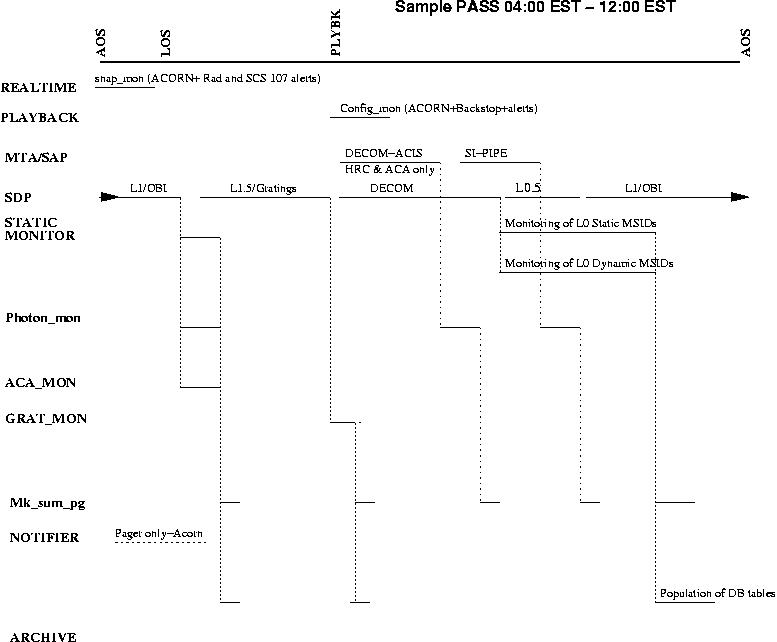 Sample PASS 04:00 EST – 12:00 EST
AOS
LOS
PLYBK
AOS
snap_mon (ACORN+ Rad and SCS 107 alerts)
REALTIME
Config_mon (ACORN+Backstop+alerts)
PLAYBACK
MTA/SAP
DECOM–ACIS
SI–PIPE
HRC & ACA only
SDP
L1/OBI
L1.5/Gratings
DECOM
L0.5
L1/OBI
STATIC
MONITOR
Monitoring of L0 Static MSIDs
Monitoring of L0 Dynamic MSIDs
Photon_mon
ACA_MON
GRAT_MON
Mk_sum_pg
NOTIFIER
Pager only–Acorn
Population of DB tables
ARCHIVE